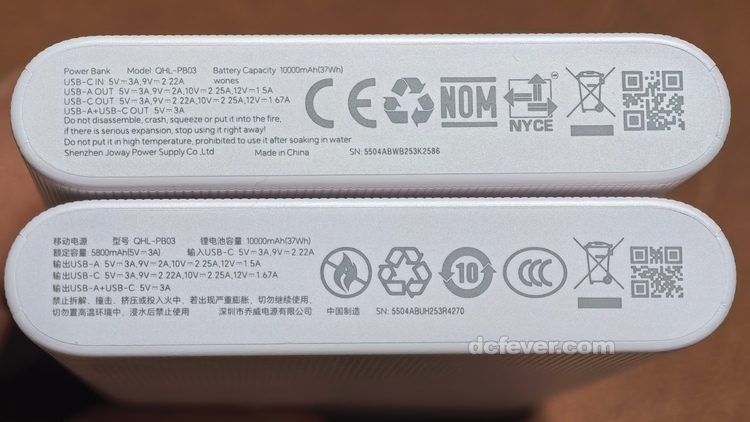 Power Bank Model: QHL-PB03 Battery Capacity 10000mAh(37Wh)
USB-C IN 5V⎓3A,9V⎓2.22A wones
USB-A OUT 5V⎓3A,9V⎓2A,10V⎓2.25A,12V⎓1.5A
USB-C OUT 5V⎓3A,9V⎓2.22A,10V⎓2.25A,12V⎓1.67A
USB-A+USB-C OUT 5V⎓3A
Do not disassemble, crash, squeeze or put it into the fire,
if there is serious expansion, stop using it right away!
Do not put it in high temperature, prohibited to use it after soaking in water
Shenzhen Joway Power Supply Co.,Ltd Made in China SN: 5504ABWB253K2586
CE NOM NYCE
移动电源 型号: QHL-PB03 锂电池容量 10000mAh(37Wh)
额定容量 5800mAh(5V⎓3A) 输入USB-C 5V⎓3A,9V⎓2.22A
输出USB-A 5V⎓3A,9V⎓2A,10V⎓2.25A,12V⎓1.5A
输出USB-C 5V⎓3A,9V⎓2.22A,10V⎓2.25A,12V⎓1.67A
输出USB-A+USB-C 5V⎓3A
禁止拆解、撞击、挤压或投入火中, 若出现严重膨胀、切勿继续使用,
切勿置高温环境中, 浸水后禁止使用 深圳市乔威电源有限公司 中国制造 SN: 5504ABUH253R4270
10 CCC
dcfever.com